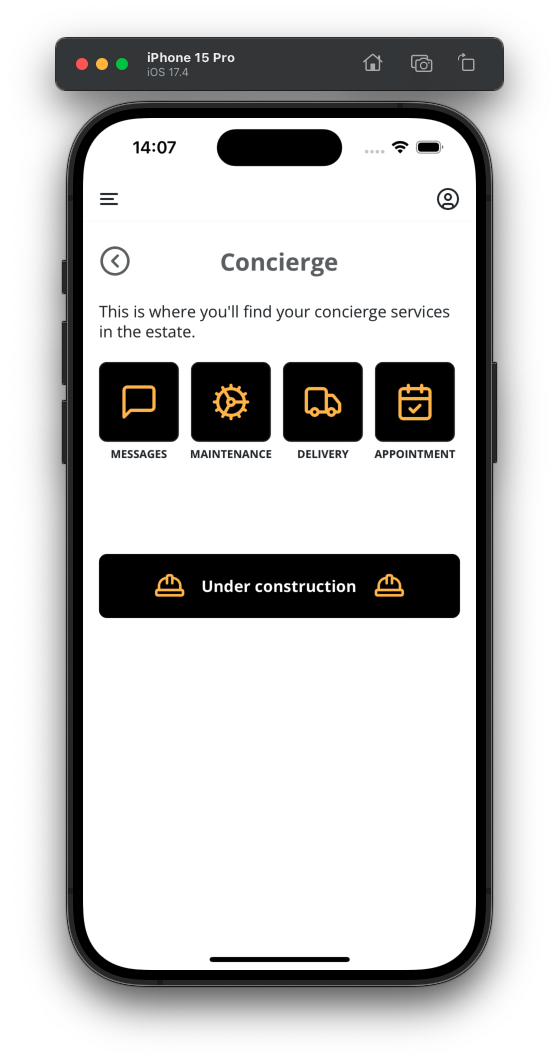 iPhone 15 Pro
iOS 17.4
14:07
Concierge
This is where you'll find your concierge services
in the estate.
MESSAGES MAINTENANCE DELIVERY APPOINTMENT
Under construction